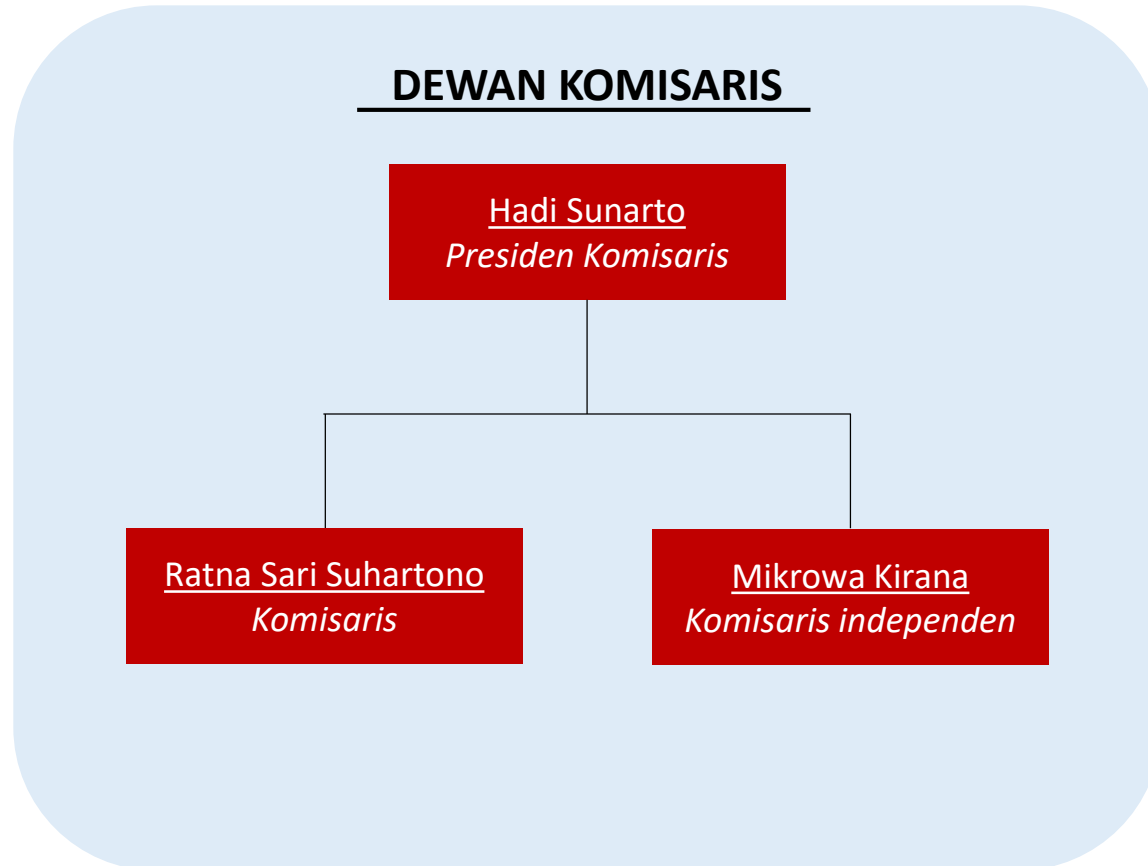 DEWAN KOMISARIS
Hadi Sunarto
Presiden Komisaris
Ratna Sari Suhartono
Komisaris
Mikrowa Kirana
Komisaris independen